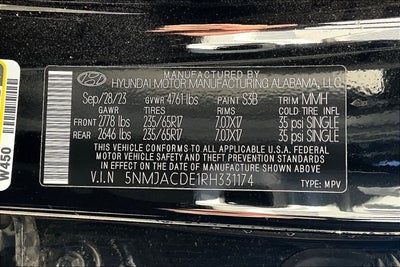 MANUFACTURED BY
HYUNDAI MOTOR MANUFACTURING ALABAMA, LLC
Sep/28/23 GVWR 4761 lbs PAINT S3B TRIM MMH
GAWR TIRES RIMS COLD TIRE INFL
FRONT 2778 lbs 235/65R17 7.0JX17 35 psi SINGLE
REAR 2646 lbs 235/65R17 7.0JX17 35 psi SINGLE
THIS VEHICLE CONFORMS TO ALL APPLICABLE U.S.A. FEDERAL
MOTOR VEHICLE SAFETY, BUMPER, AND THEFT PREVENTION STANDARDS
IN EFFECT ON THE DATE OF MANUFACTURE SHOWN ABOVE.
V.I.N 5NMJACDE1RH331174
TYPE: MPV
W450